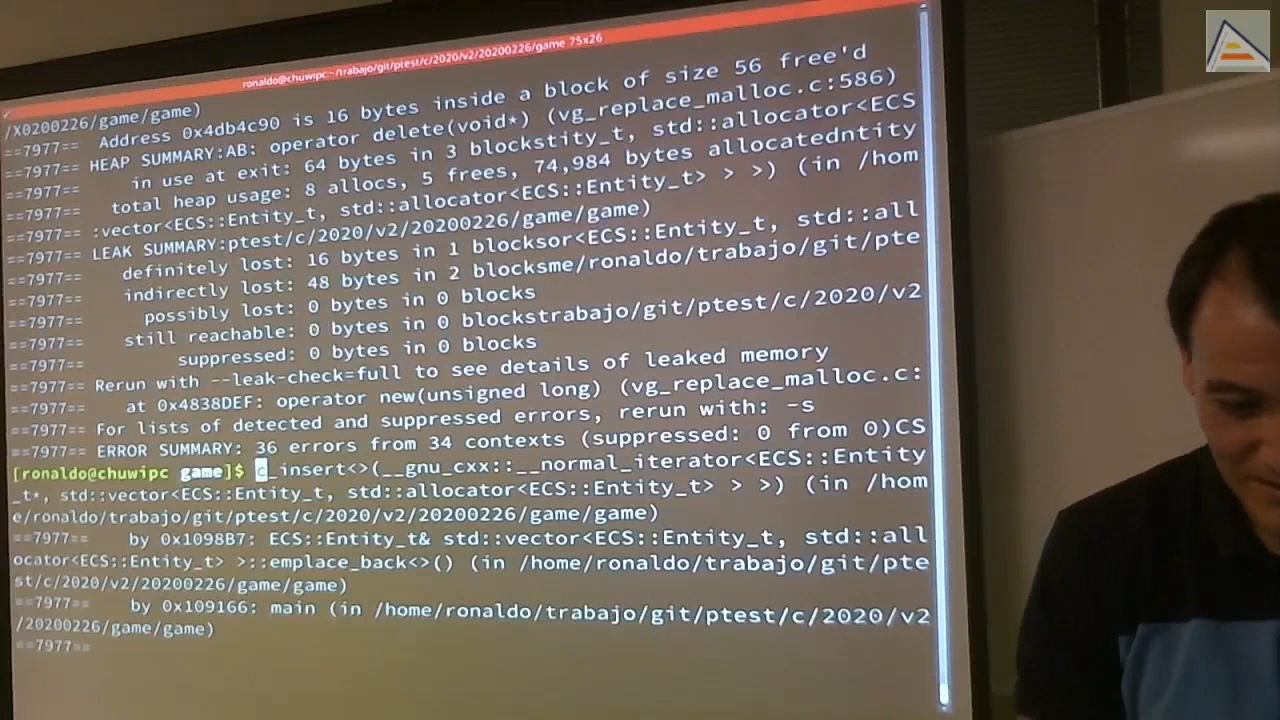 ronaldo@chuwipc:~/trabajo/git/ptest/c/2020/v2/20200226/game 75x26
/X0200226/game/game)
==7977== Address 0x4db4c90 is 16 bytes inside a block of size 56 free'd
==7977== HEAP SUMMARY:AB: operator delete(void*) (vg_replace_malloc.c:586)
==7977== in use at exit: 64 bytes in 3 blockstity_t, std::allocator<ECS
==7977== total heap usage: 8 allocs, 5 frees, 74,984 bytes allocatedntity
==7977== :vector<ECS::Entity_t, std::allocator<ECS::Entity_t> > >) (in /hom
==7977== LEAK SUMMARY:ptest/c/2020/v2/20200226/game/game)
==7977== definitely lost: 16 bytes in 1 blocksor<ECS::Entity_t, std::all
==7977== indirectly lost: 48 bytes in 2 blocksme/ronaldo/trabajo/git/pte
==7977== possibly lost: 0 bytes in 0 blocks
==7977== still reachable: 0 bytes in 0 blockstrabajo/git/ptest/c/2020/v2
==7977== suppressed: 0 bytes in 0 blocks
==7977== Rerun with --leak-check=full to see details of leaked memory
==7977== at 0x4838DEF: operator new(unsigned long) (vg_replace_malloc.c:
==7977== For lists of detected and suppressed errors, rerun with: -s
==7977== ERROR SUMMARY: 36 errors from 34 contexts (suppressed: 0 from 0)CS
[ronaldo@chuwipc game]$ c_insert<>(__gnu_cxx::__normal_iterator<ECS::Entity
_t*, std::vector<ECS::Entity_t, std::allocator<ECS::Entity_t> > >) (in /hom
e/ronaldo/trabajo/git/ptest/c/2020/v2/20200226/game/game)
==7977== by 0x1098B7: ECS::Entity_t& std::vector<ECS::Entity_t, std::all
ocator<ECS::Entity_t> >::emplace_back<>() (in /home/ronaldo/trabajo/git/pte
st/c/2020/v2/20200226/game/game)
==7977== by 0x109166: main (in /home/ronaldo/trabajo/git/ptest/c/2020/v2
/20200226/game/game)
==7977==